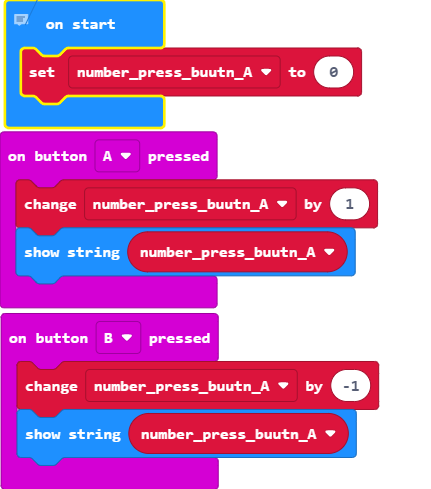 on start
set number_press_buutn_A to 0
on button A pressed
change number_press_buutn_A by 1
show string number_press_buutn_A
on button B pressed
change number_press_buutn_A by -1
show string number_press_buutn_A